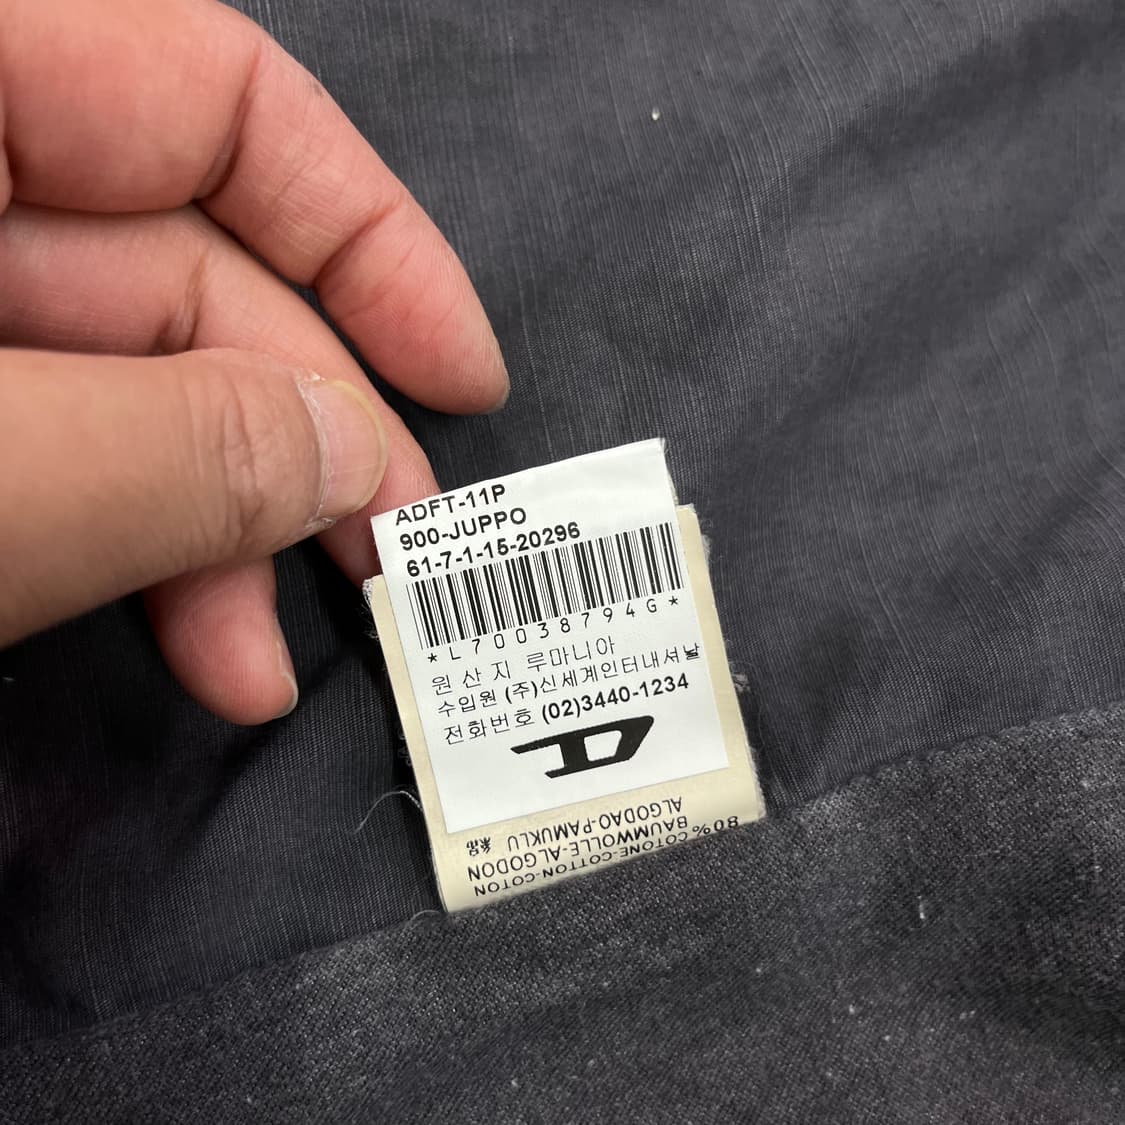 ADFT-11P
900-JUPPO
61-7-1-15-20296
*L70038794G*
원산지 루마니아
수입원 (주)신세계인터내셔날
전화번호 (02)3440-1234
D
80% COTONE-COTTON-COTON
BAUMWOLLE-ALGODON
ALGODAO-PAMUKLU 綿